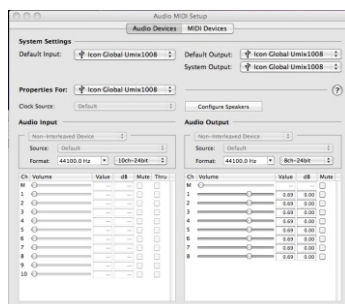 Audio MIDI Setup
Audio Devices MIDI Devices
System Settings
Default Input: Icon Global Umix1008 Default Output: Icon Global Umix1008
System Output: Icon Global Umix1008
Properties For: Icon Global Umix1008 ?
Clock Source: Default Configure Speakers
Audio Input Audio Output
Non-Interleaved Device Non-Interleaved Device
Source: Default Source: Default
Format: 44100.0 Hz 10ch-24bit Format: 44100.0 Hz 8ch-24bit
Ch Volume Value dB Mute Thru Ch Volume Value dB Mute
M -- -- M -- --
1 -- -- 1 0.69 0.00
2 -- -- 2 0.69 0.00
3 -- -- 3 0.69 0.00
4 -- -- 4 0.69 0.00
5 -- -- 5 0.69 0.00
6 -- -- 6 0.69 0.00
7 -- -- 7 0.69 0.00
8 -- -- 8 0.69 0.00
9 -- --
10 -- --